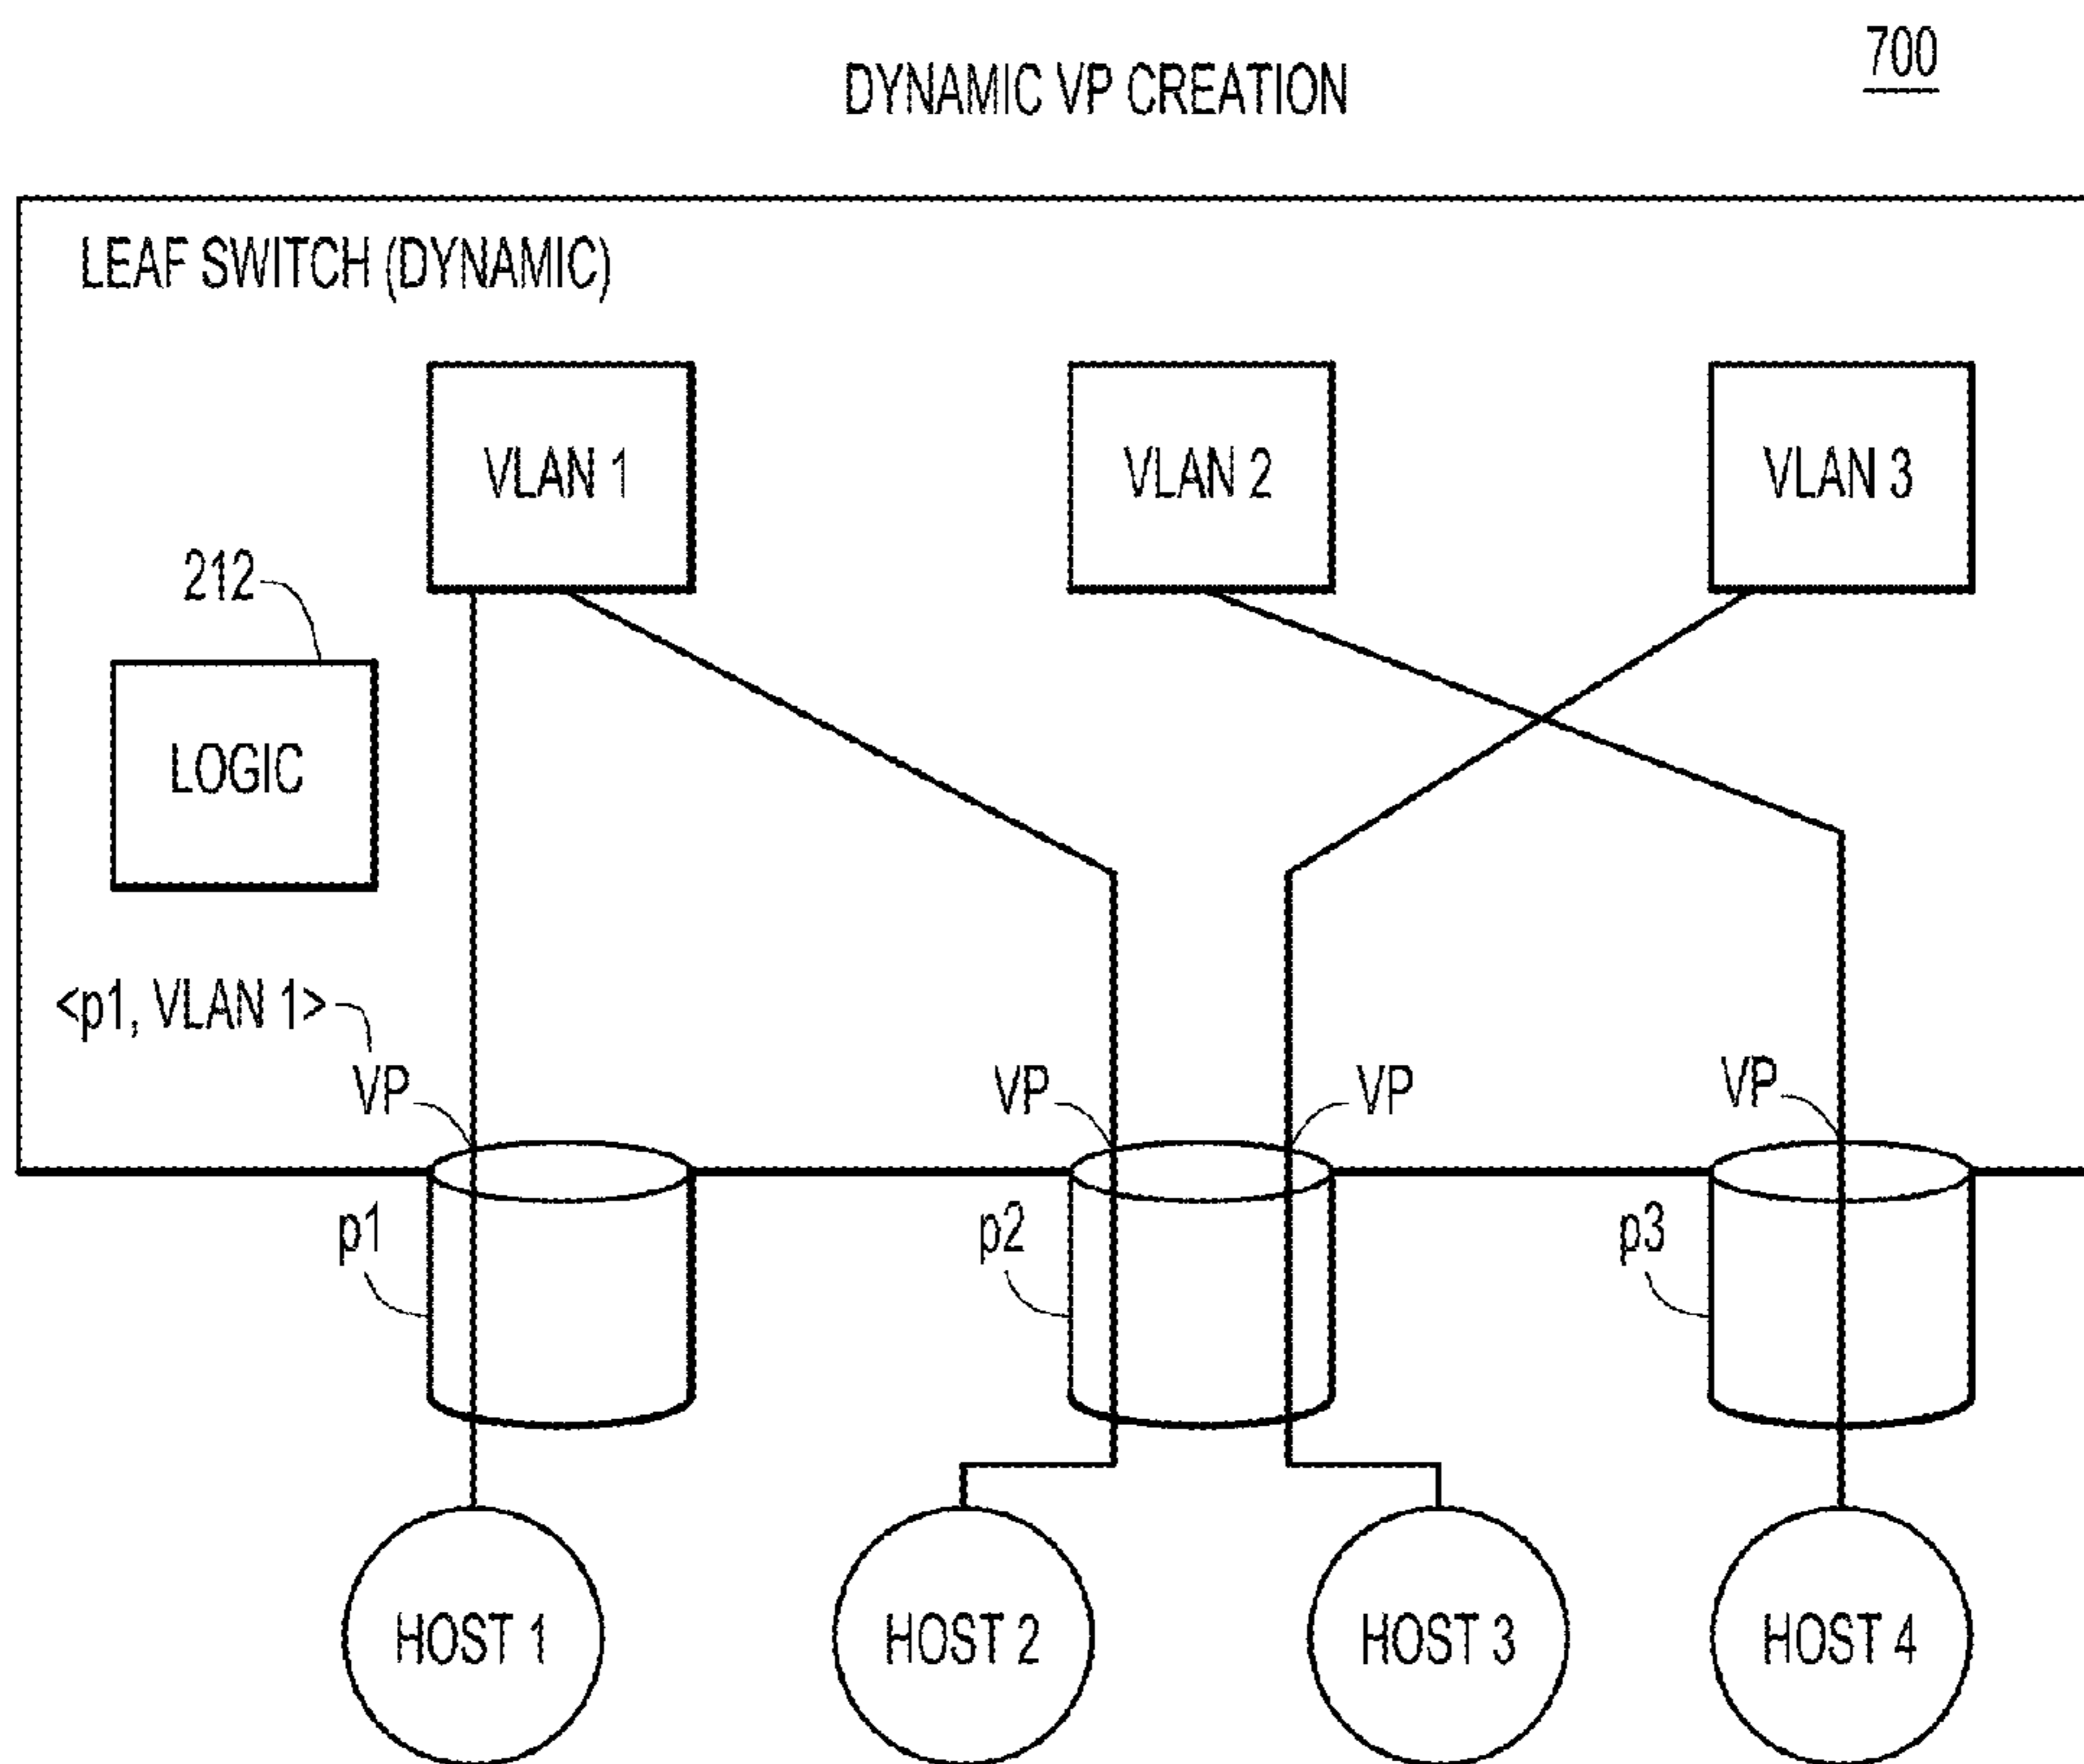 700
DYNAMIC VP CREATION
LEAF SWITCH (DYNAMIC)
VLAN 1
VLAN 2
VLAN 3
212
LOGIC
<p1, VLAN 1>
VP
VP
VP
VP
p1
p2
p3
HOST 1
HOST 2
HOST 3
HOST 4